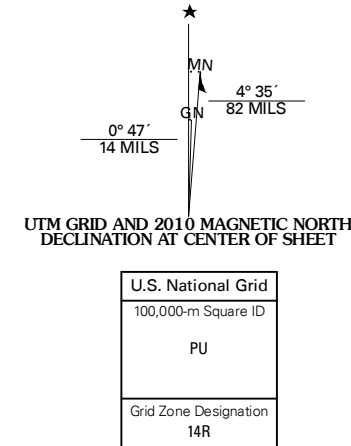 ★
MN
GN
4° 35´
82 MILS
0° 47´
14 MILS
UTM GRID AND 2010 MAGNETIC NORTH
DECLINATION AT CENTER OF SHEET
U.S. National Grid
100,000-m Square ID
PU
Grid Zone Designation
14R